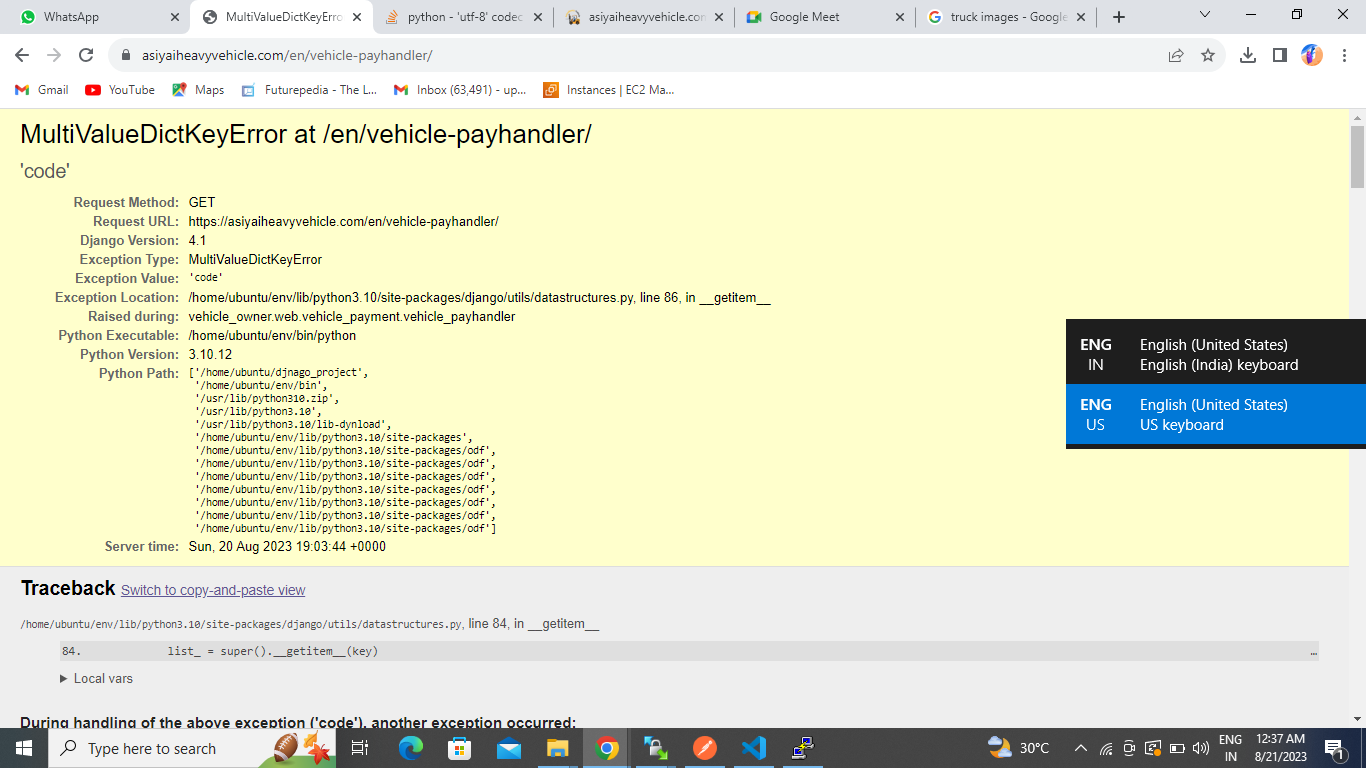 WhatsApp
MultiValueDictKeyErro
python - 'utf-8' codec
asiyaiheavyvehicle.com
Google Meet
truck images - Google
asiyaiheavyvehicle.com/en/vehicle-payhandler/
Gmail
YouTube
Maps
Futurepedia - The L...
Inbox (63,491) - up...
Instances | EC2 Ma...
MultiValueDictKeyError at /en/vehicle-payhandler/
'code'
Request Method: GET
Request URL: https://asiyaiheavyvehicle.com/en/vehicle-payhandler/
Django Version: 4.1
Exception Type: MultiValueDictKeyError
Exception Value: 'code'
Exception Location: /home/ubuntu/env/lib/python3.10/site-packages/django/utils/datastructures.py, line 86, in __getitem__
Raised during: vehicle_owner.web.vehicle_payment.vehicle_payhandler
Python Executable: /home/ubuntu/env/bin/python
Python Version: 3.10.12
Python Path: ['/home/ubuntu/djnago_project',
'/home/ubuntu/env/bin',
'/usr/lib/python310.zip',
'/usr/lib/python3.10',
'/usr/lib/python3.10/lib-dynload',
'/home/ubuntu/env/lib/python3.10/site-packages',
'/home/ubuntu/env/lib/python3.10/site-packages/odf',
'/home/ubuntu/env/lib/python3.10/site-packages/odf',
'/home/ubuntu/env/lib/python3.10/site-packages/odf',
'/home/ubuntu/env/lib/python3.10/site-packages/odf',
'/home/ubuntu/env/lib/python3.10/site-packages/odf',
'/home/ubuntu/env/lib/python3.10/site-packages/odf',
'/home/ubuntu/env/lib/python3.10/site-packages/odf']
Server time: Sun, 20 Aug 2023 19:03:44 +0000
ENG English (United States)
IN English (India) keyboard
ENG English (United States)
US US keyboard
Traceback Switch to copy-and-paste view
/home/ubuntu/env/lib/python3.10/site-packages/django/utils/datastructures.py, line 84, in __getitem__
84. list_ = super().__getitem__(key) …
Local vars
During handling of the above exception ('code'), another exception occurred:
Type here to search
30°C
ENG
IN
12:37 AM
8/21/2023
1